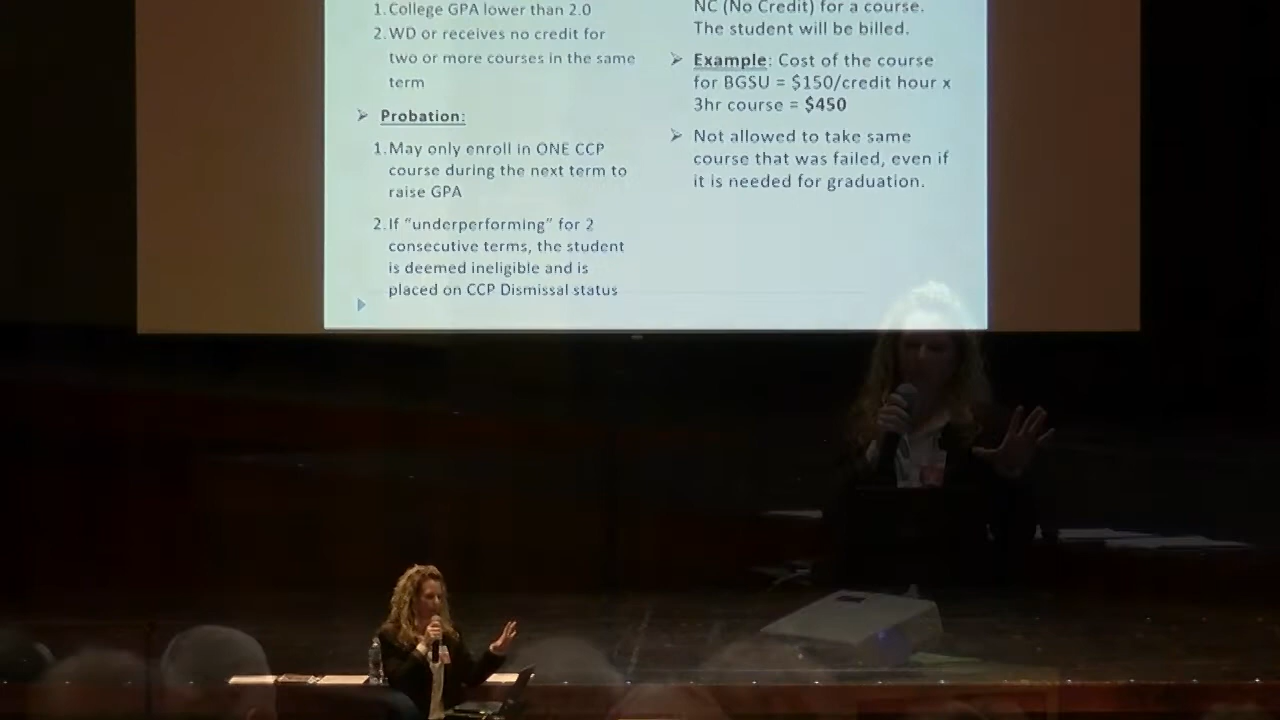 1. College GPA lower than 2.0
2. WD or receives no credit for
two or more courses in the same
term
Probation:
1. May only enroll in ONE CCP
course during the next term to
raise GPA
2. If “underperforming” for 2
consecutive terms, the student
is deemed ineligible and is
placed on CCP Dismissal status
NC (No Credit) for a course.
The student will be billed.
Example: Cost of the course
for BGSU = $150/credit hour x
3hr course = $450
Not allowed to take same
course that was failed, even if
it is needed for graduation.